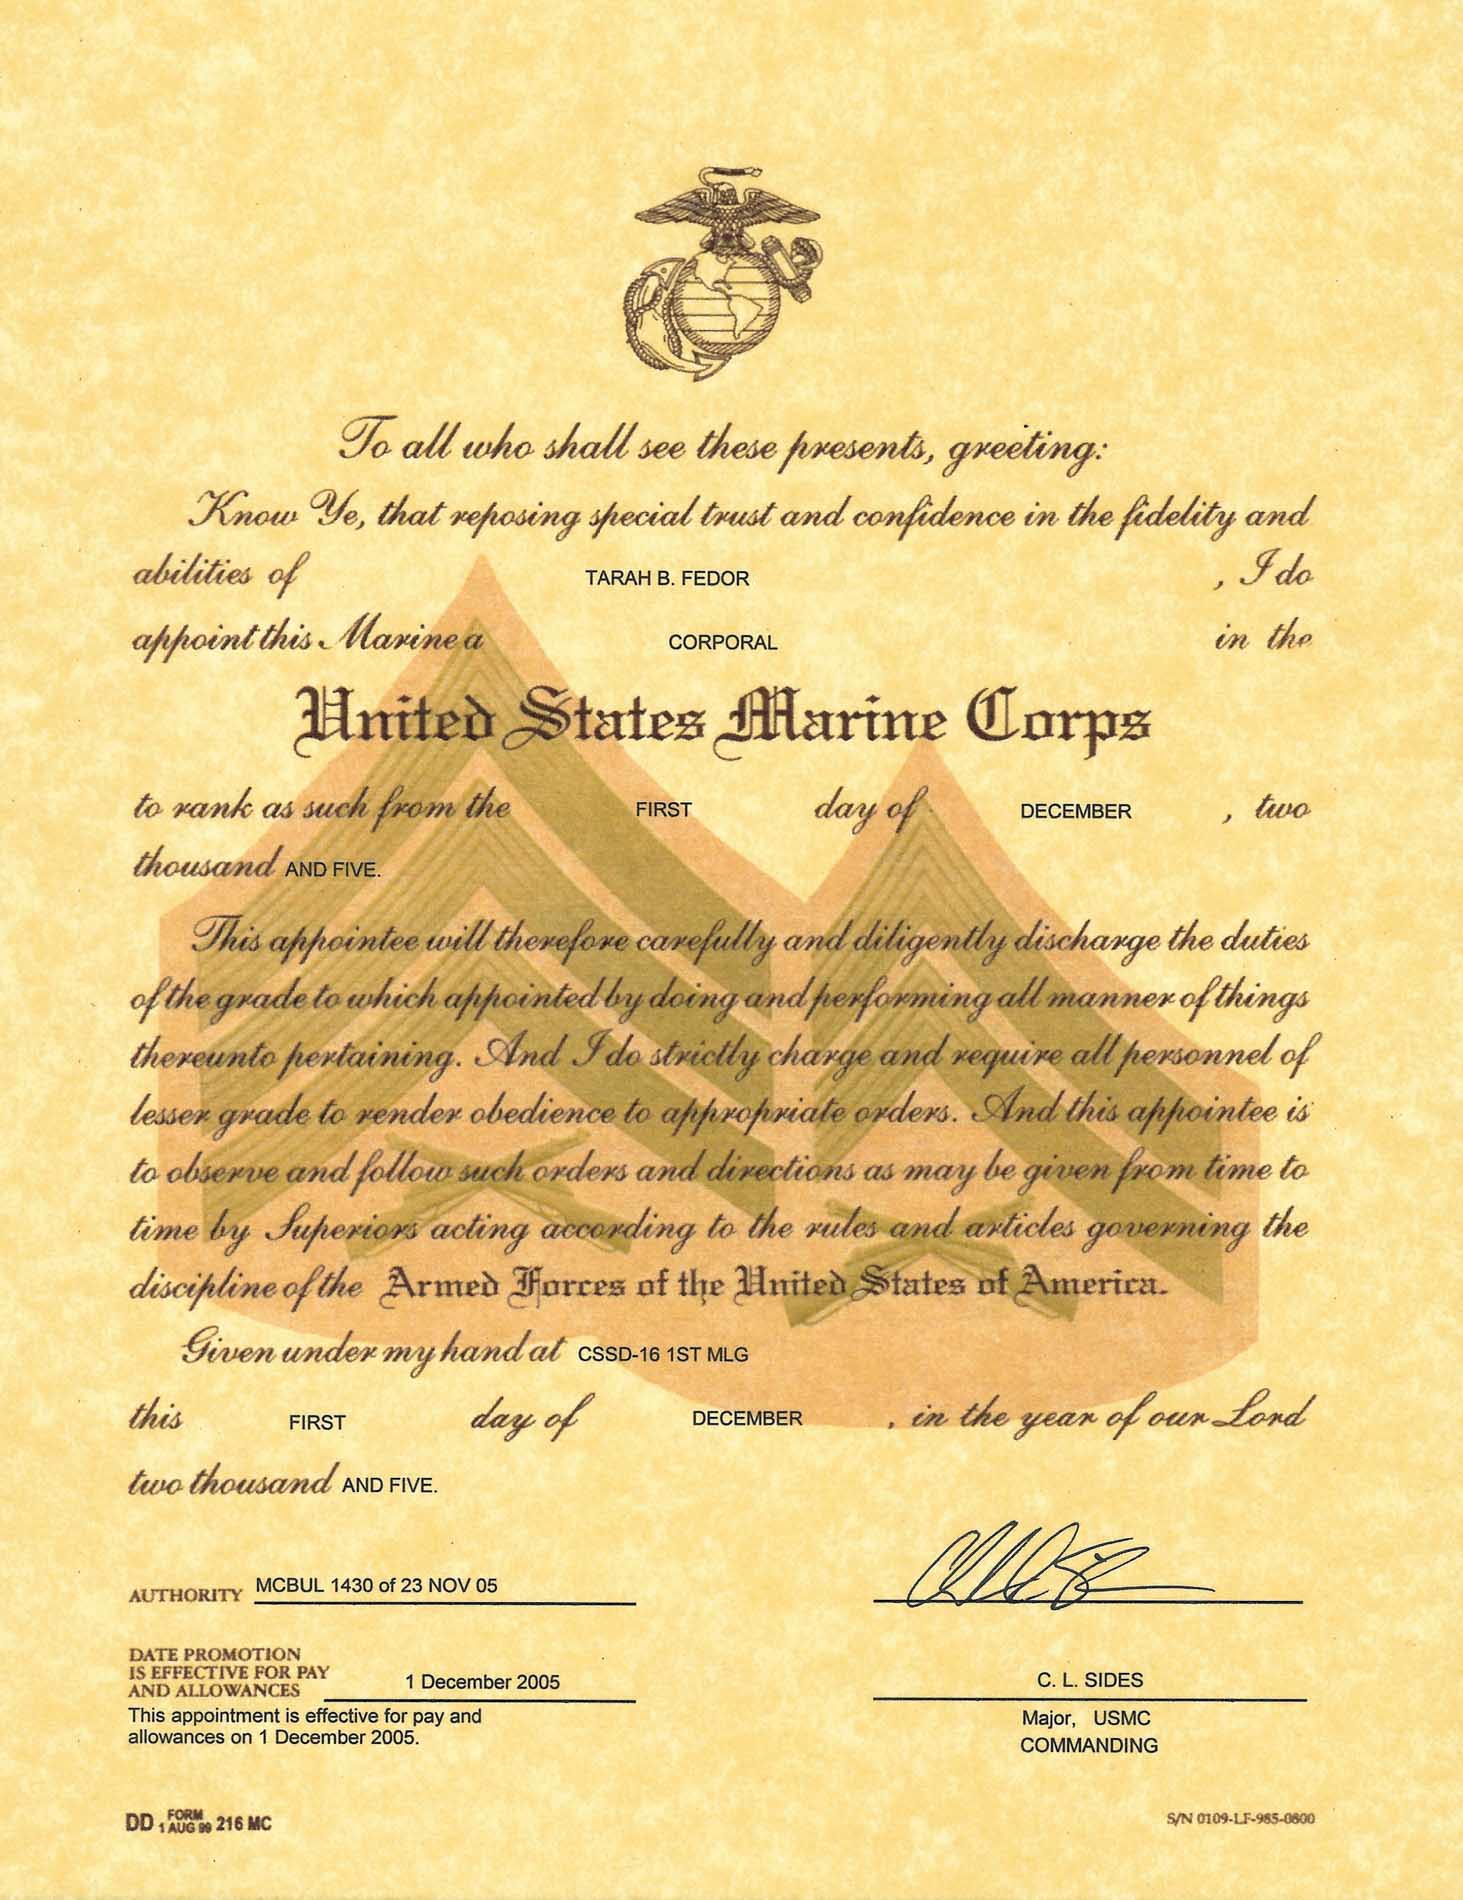 To all who shall see these presents, greeting:
Know Ye, that reposing special trust and confidence in the fidelity and
abilities of TARAH B. FEDOR , I do
appoint this Marine a CORPORAL in the
United States Marine Corps
to rank as such from the FIRST day of DECEMBER , two
thousand AND FIVE.
This appointee will therefore carefully and diligently discharge the duties
of the grade to which appointed by doing and performing all manner of things
thereunto pertaining. And I do strictly charge and require all personnel of
lesser grade to render obedience to appropriate orders. And this appointee is
to observe and follow such orders and directions as may be given from time to
time by Superiors acting according to the rules and articles governing the
discipline of the Armed Forces of the United States of America.
Given under my hand at CSSD-16 1ST MLG
this FIRST day of DECEMBER , in the year of our Lord
two thousand AND FIVE.
AUTHORITY MCBUL 1430 of 23 NOV 05
DATE PROMOTION
IS EFFECTIVE FOR PAY
AND ALLOWANCES 1 December 2005
This appointment is effective for pay and
allowances on 1 December 2005.
C. L. SIDES
Major, USMC
COMMANDING
DD FORM 1 AUG 99 216 MC
S/N 0109-LF-985-0800